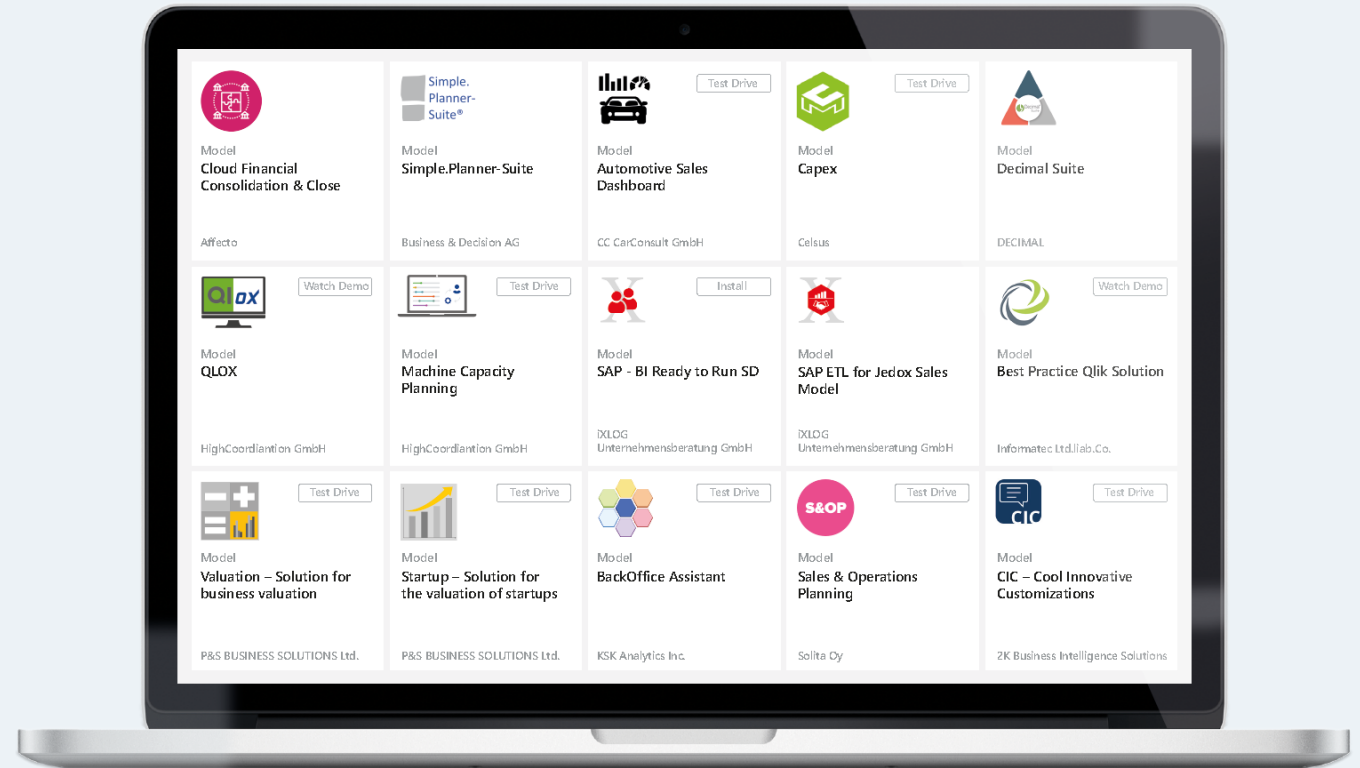 Simple.
Planner-
Suite®
Test Drive
Test Drive
Model
Cloud Financial
Consolidation & Close
Affecto
Model
Simple.Planner-Suite
Business & Decision AG
Model
Automotive Sales
Dashboard
CC CarConsult GmbH
Model
Capex
Celsus
Model
Decimal Suite
DECIMAL
QIOX
Watch Demo
Test Drive
Install
Watch Demo
Model
QLOX
HighCoordiantion GmbH
Model
Machine Capacity
Planning
HighCoordiantion GmbH
X
Model
SAP - BI Ready to Run SD
iXLOG
Unternehmensberatung GmbH
X
Model
SAP ETL for Jedox Sales
Model
iXLOG
Unternehmensberatung GmbH
Model
Best Practice Qlik Solution
Informatec Ltd.liab.Co.
Test Drive
Model
Valuation – Solution for
business valuation
P&S BUSINESS SOLUTIONS Ltd.
Test Drive
Model
Startup – Solution for
the valuation of startups
P&S BUSINESS SOLUTIONS Ltd.
Test Drive
Model
BackOffice Assistant
KSK Analytics Inc.
S&OP
Test Drive
Model
Sales & Operations
Planning
Solita Oy
CIC
Test Drive
Model
CIC – Cool Innovative
Customizations
2K Business Intelligence Solutions